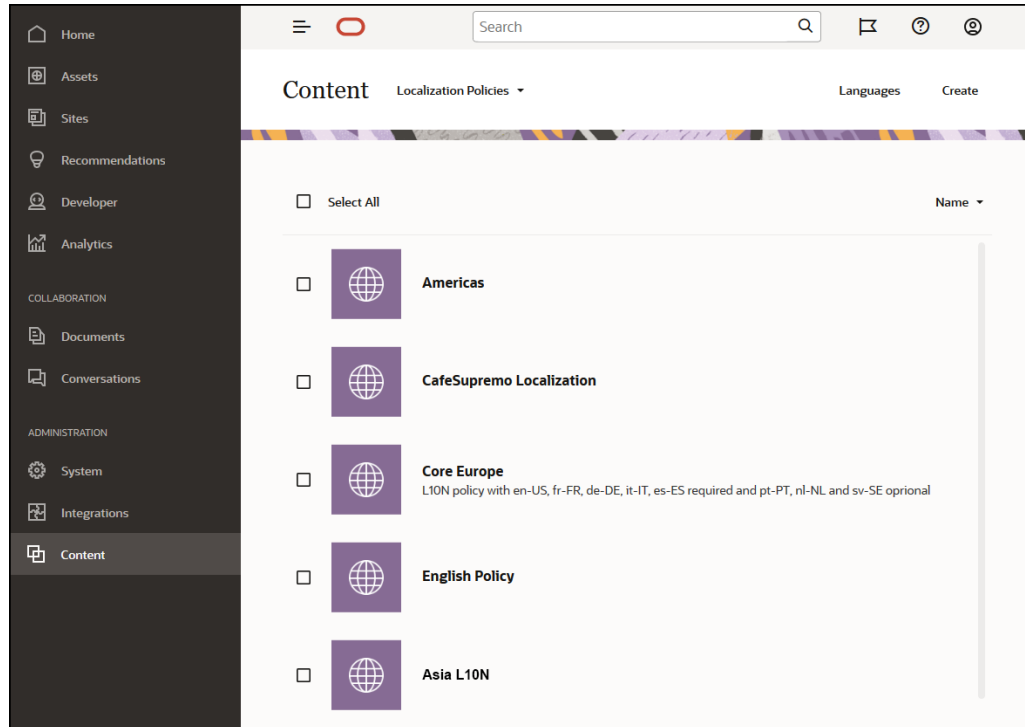 Home
Assets
Sites
Recommendations
Developer
Analytics
COLLABORATION
Documents
Conversations
ADMINISTRATION
System
Integrations
Content
Search
Content
Localization Policies
Languages
Create
Select All
Name
Americas
CafeSupremo Localization
Core Europe
L10N policy with en-US, fr-FR, de-DE, it-IT, es-ES required and pt-PT, nl-NL and sv-SE oprional
English Policy
Asia L10N